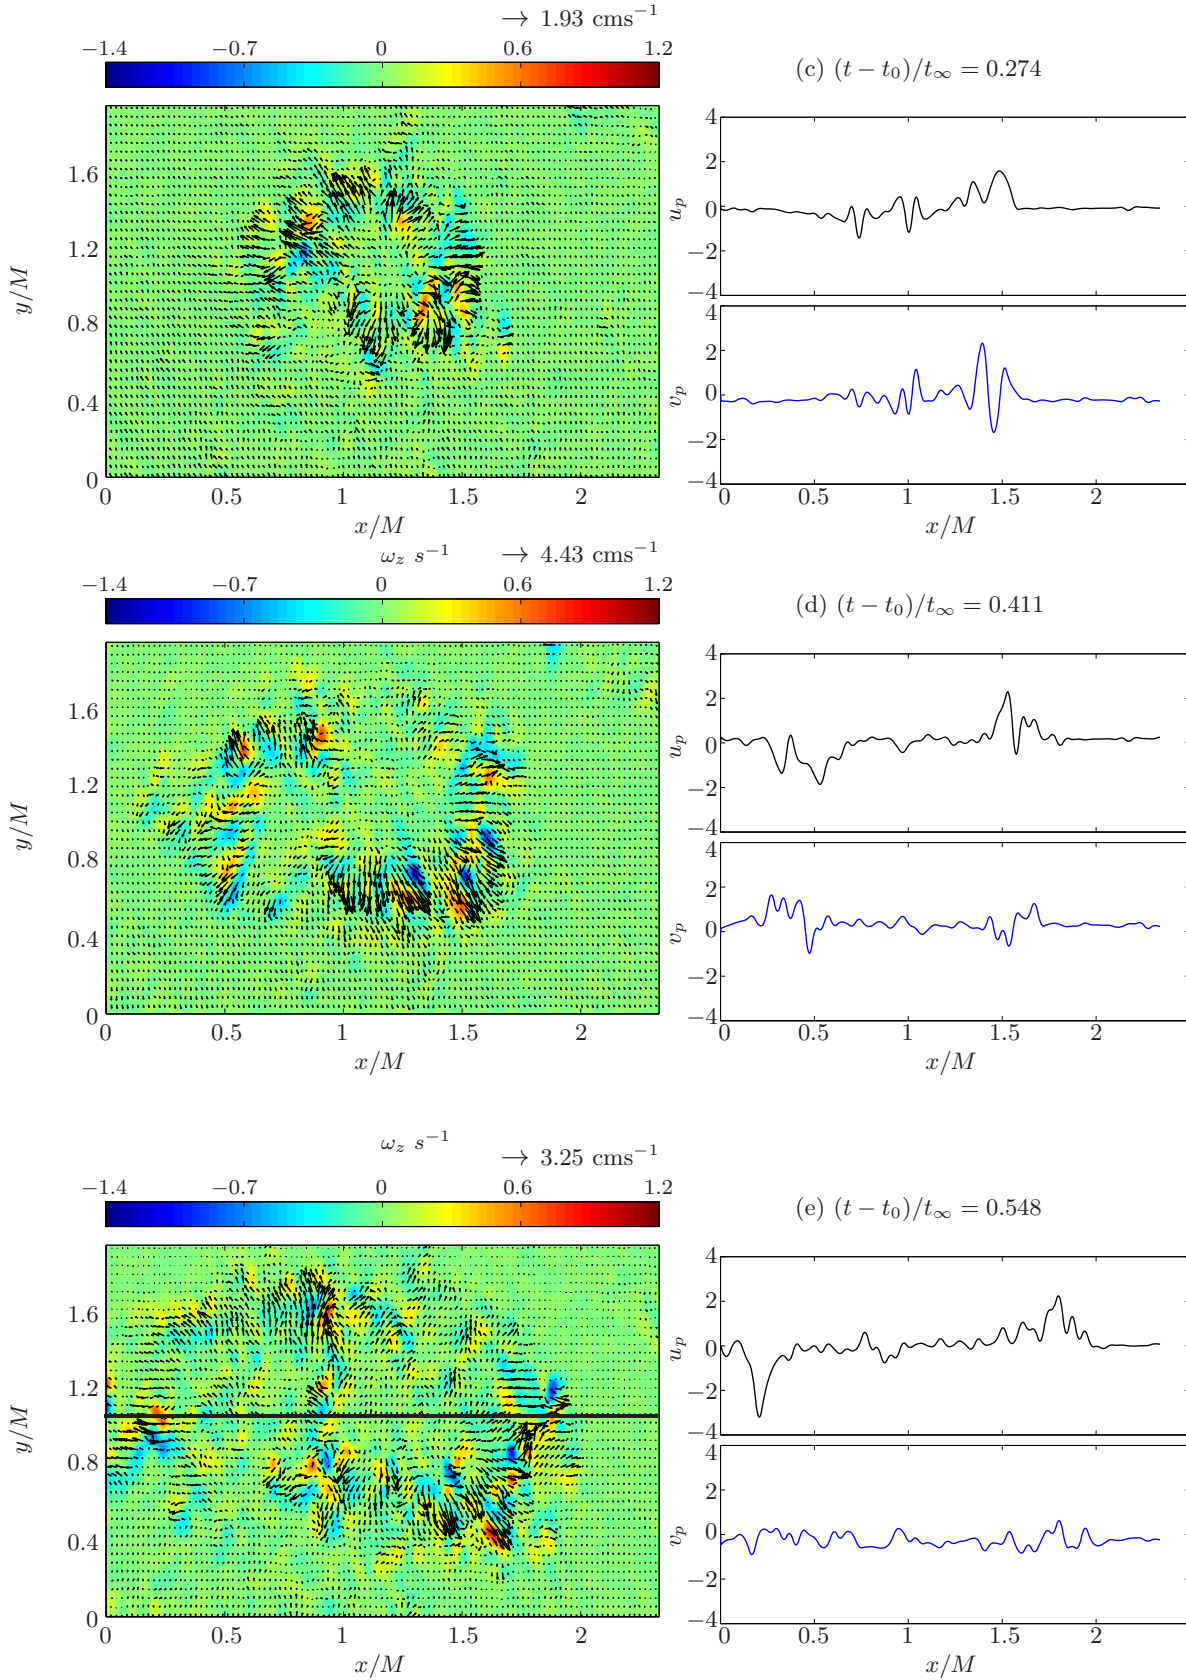 → 1.93 cms⁻¹
−1.4 −0.7 0 0.6 1.2
(c) (t − t₀)/t∞ = 0.274
y/M
1.6
1.2
0.8
0.4
0
0 0.5 1 1.5 2
x/M
u_p
4
2
0
−2
−4
v_p
4
2
0
−2
−4
0 0.5 1 1.5 2
x/M
ω_z s⁻¹ → 4.43 cms⁻¹
−1.4 −0.7 0 0.6 1.2
(d) (t − t₀)/t∞ = 0.411
y/M
1.6
1.2
0.8
0.4
0
0 0.5 1 1.5 2
x/M
u_p
4
2
0
−2
−4
v_p
4
2
0
−2
−4
0 0.5 1 1.5 2
x/M
ω_z s⁻¹
→ 3.25 cms⁻¹
−1.4 −0.7 0 0.6 1.2
(e) (t − t₀)/t∞ = 0.548
y/M
1.6
1.2
0.8
0.4
0
0 0.5 1 1.5 2
x/M
u_p
4
2
0
−2
−4
v_p
4
2
0
−2
−4
0 0.5 1 1.5 2
x/M